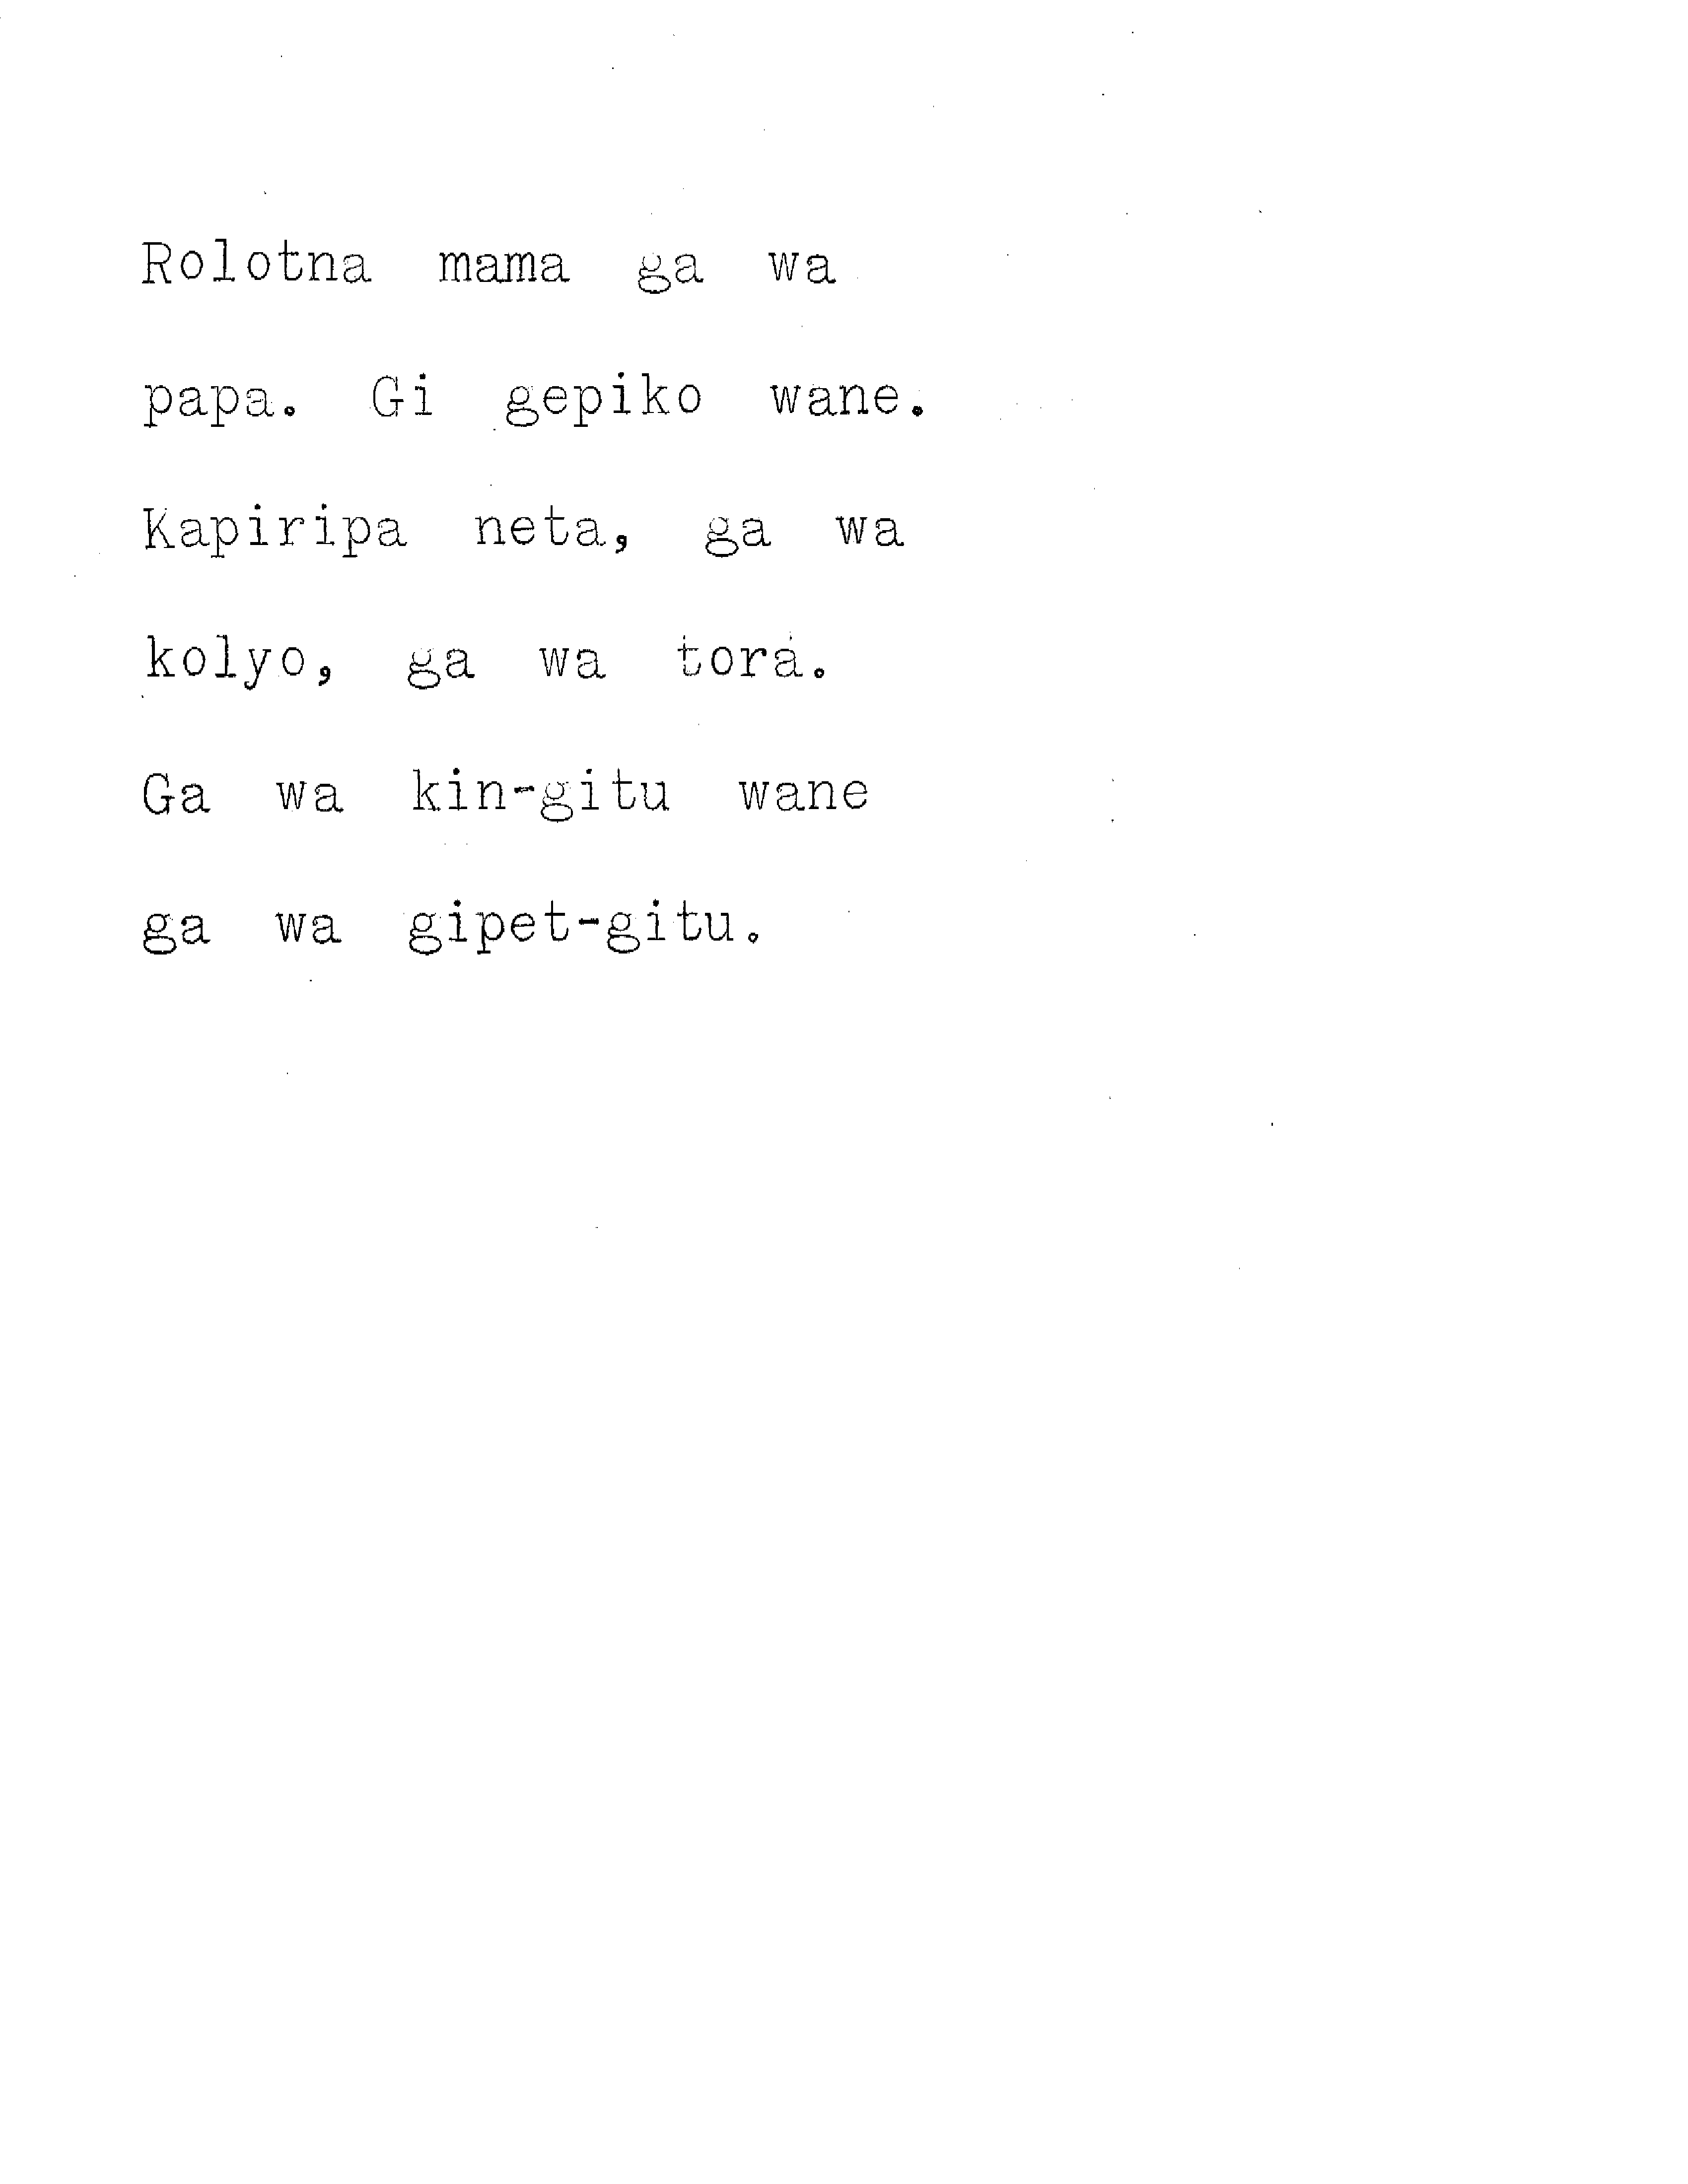 Rolotna mama ga wa
papa. Gi gepiko wane.
Kapiripa neta, ga wa
kolyo, ga wa tora.
Ga wa kin-gitu wane
ga wa gipet-gitu.